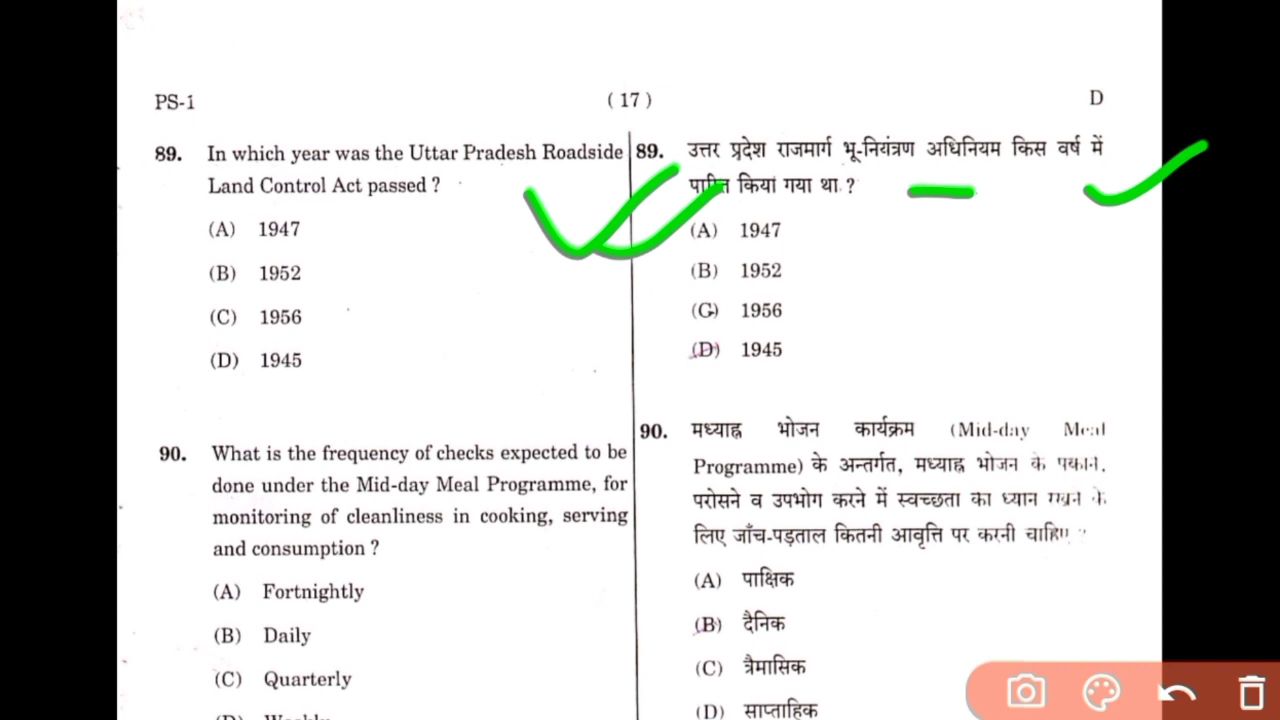 PS-1
( 17 )
D
89. In which year was the Uttar Pradesh Roadside
Land Control Act passed ?
(A) 1947
(B) 1952
(C) 1956
(D) 1945
90. What is the frequency of checks expected to be
done under the Mid-day Meal Programme, for
monitoring of cleanliness in cooking, serving
and consumption ?
(A) Fortnightly
(B) Daily
(C) Quarterly
(D) Weekly
89. उत्तर प्रदेश राजमार्ग भू-नियंत्रण अधिनियम किस वर्ष में
पारित किया गया था ?
(A) 1947
(B) 1952
(C) 1956
(D) 1945
90. मध्याह्न भोजन कार्यक्रम (Mid-day Meal
Programme) के अन्तर्गत, मध्याह्न भोजन के पकाने,
परोसने व उपभोग करने में स्वच्छता का ध्यान रखने के
लिए जाँच-पड़ताल कितनी आवृत्ति पर करनी चाहिए ?
(A) पाक्षिक
(B) दैनिक
(C) त्रैमासिक
(D) साप्ताहिक